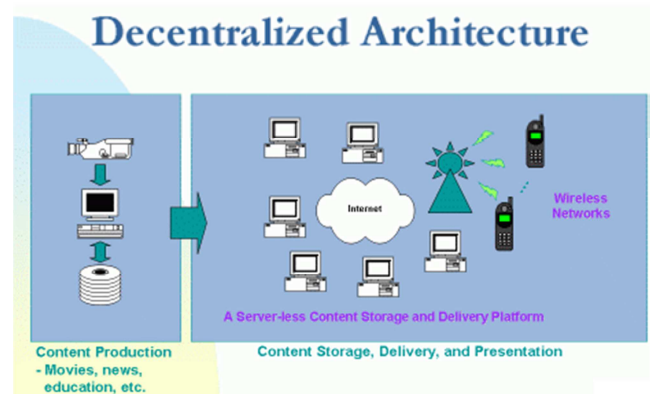 Decentralized Architecture
Internet
Wireless
Networks
A Server-less Content Storage and Delivery Platform
Content Production
- Movies, news,
education, etc.
Content Storage, Delivery, and Presentation